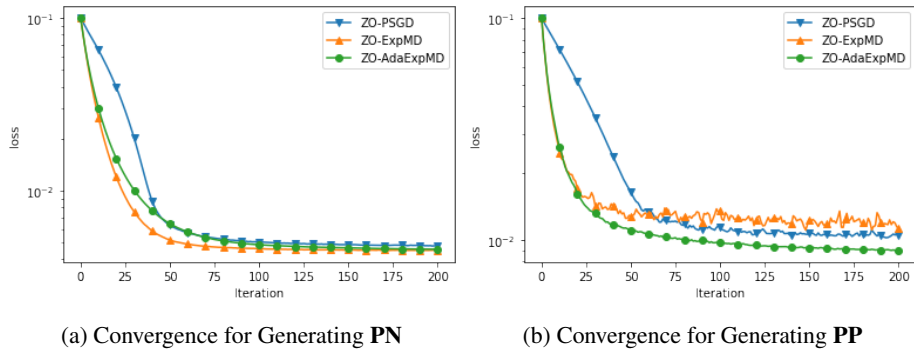 10⁻¹
10⁻²
loss
0 25 50 75 100 125 150 175 200
Iteration
ZO-PSGD
ZO-ExpMD
ZO-AdaExpMD
(a) Convergence for Generating PN
10⁻¹
10⁻²
loss
0 25 50 75 100 125 150 175 200
Iteration
ZO-PSGD
ZO-ExpMD
ZO-AdaExpMD
(b) Convergence for Generating PP